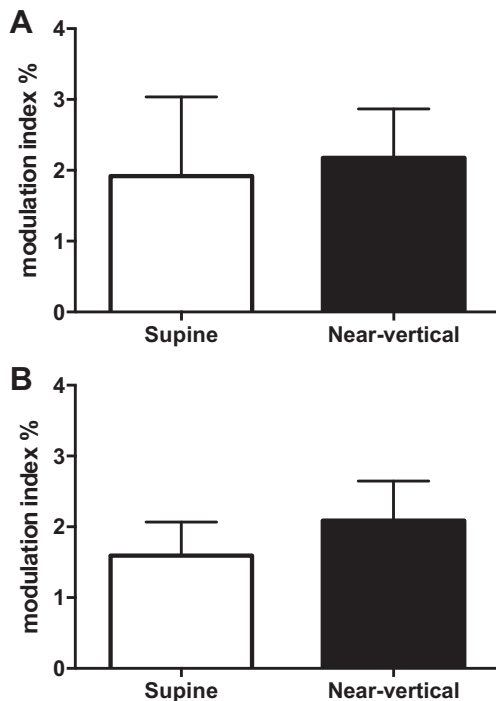 A
modulation index %
4
3
2
1
0
Supine Near-vertical
B
modulation index %
4
3
2
1
0
Supine Near-vertical